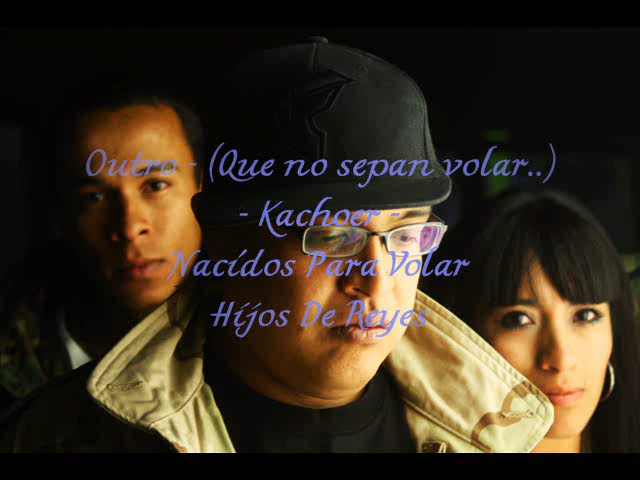 Outro - (Que no sepan volar..)
- Kachoer -
Nacídos Para Volar
Híjos De Reyes